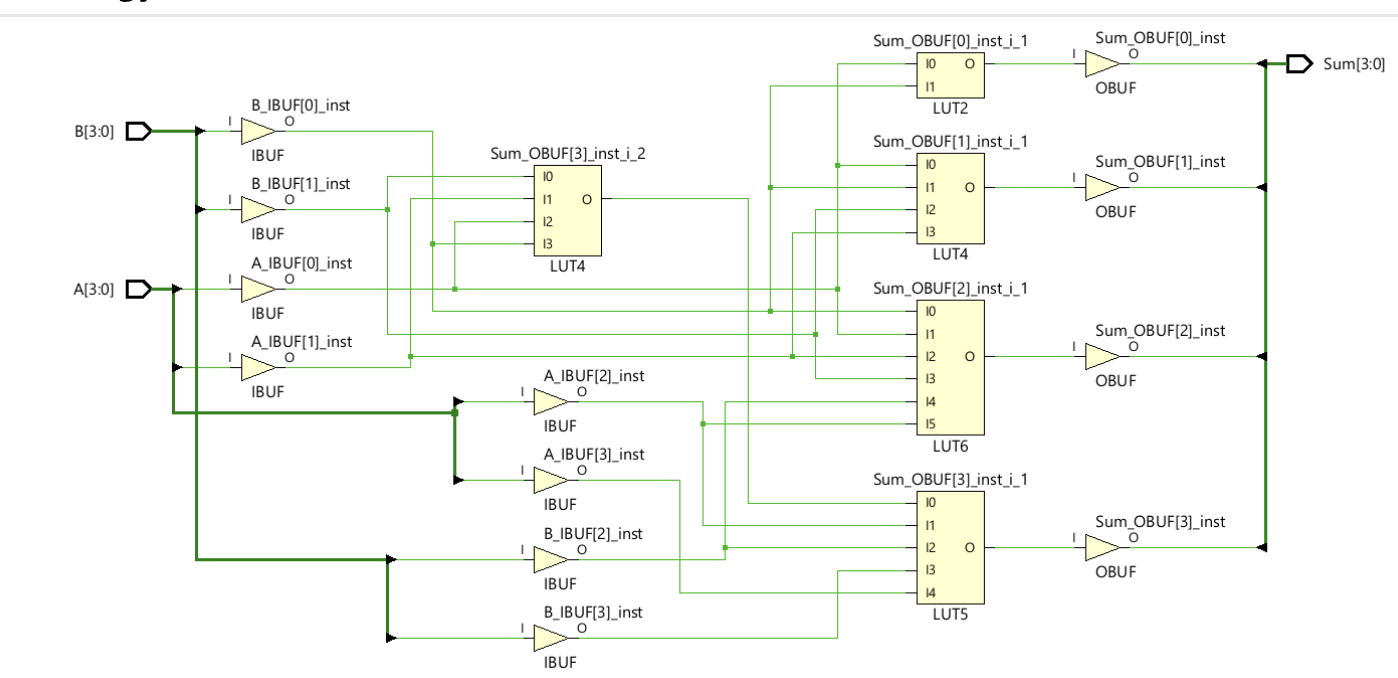 Sum_OBUF[0]_inst_i_1
Sum_OBUF[0]_inst
I0 O
I O
Sum[3:0]
I1
OBUF
LUT2
B_IBUF[0]_inst
B[3:0]
I O
IBUF
Sum_OBUF[1]_inst_i_1
Sum_OBUF[3]_inst_i_2
Sum_OBUF[1]_inst
I0
I1 O
I2
I3
LUT4
I0
I1 O
I2
I3
LUT4
I O
OBUF
B_IBUF[1]_inst
I O
IBUF
A_IBUF[0]_inst
A[3:0]
I O
IBUF
A_IBUF[1]_inst
I O
IBUF
Sum_OBUF[2]_inst_i_1
I0
I1
I2 O
I3
I4
I5
LUT6
Sum_OBUF[2]_inst
I O
OBUF
A_IBUF[2]_inst
I O
IBUF
A_IBUF[3]_inst
I O
IBUF
Sum_OBUF[3]_inst_i_1
I0
I1
I2 O
I3
I4
LUT5
Sum_OBUF[3]_inst
I O
OBUF
B_IBUF[2]_inst
I O
IBUF
B_IBUF[3]_inst
I O
IBUF